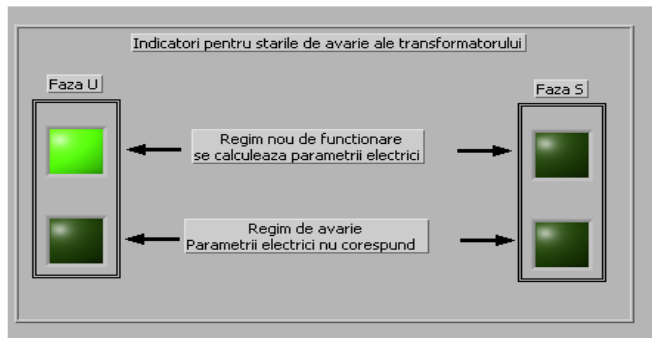 Indicatori pentru starile de avarie ale transformatorului
Faza U
Faza S
Regim nou de functionare
se calculeaza parametrii electrici
Regim de avarie
Parametrii electrici nu corespund